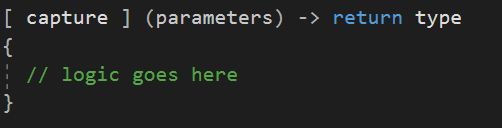 [ capture ] (parameters) -> return type
{
// logic goes here
}